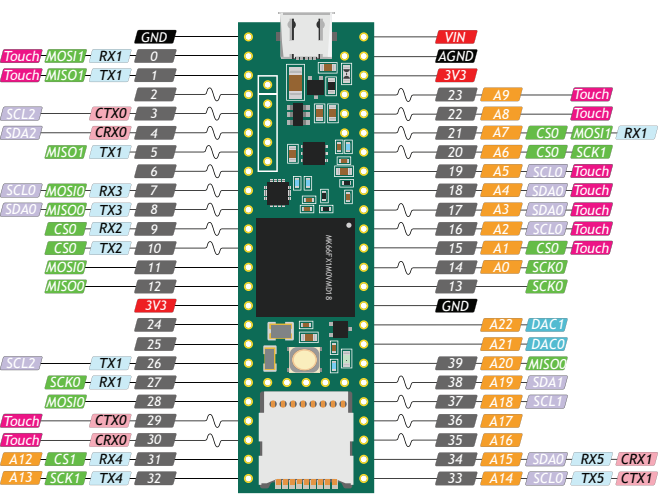 GND VIN
Touch MOSI1 RX1 0 AGND
Touch MISO1 TX1 1 3V3
2 23 A9 Touch
SCL2 CTX0 3 22 A8 Touch
SDA2 CRX0 4 21 A7 CS0 MOSI1 RX1
MISO1 TX1 5 20 A6 CS0 SCK1
6 19 A5 SCL0 Touch
SCL0 MOSI0 RX3 7 18 A4 SDA0 Touch
SDA0 MISO0 TX3 8 17 A3 SDA0 Touch
CS0 RX2 9 16 A2 SCL0 Touch
CS0 TX2 10 15 A1 CS0 Touch
MOSI0 11 14 A0 SCK0
MISO0 12 13 SCK0
MK66FX1M0VMD18
3V3 GND
24 A22 DAC1
25 A21 DAC0
SCL2 TX1 26 39 A20 MISO0
SCK0 RX1 27 38 A19 SDA1
MOSI0 28 37 A18 SCL1
Touch CTX0 29 36 A17
Touch CRX0 30 35 A16
A12 CS1 RX4 31 34 A15 SDA0 RX5 CRX1
A13 SCK1 TX4 32 33 A14 SCL0 TX5 CTX1